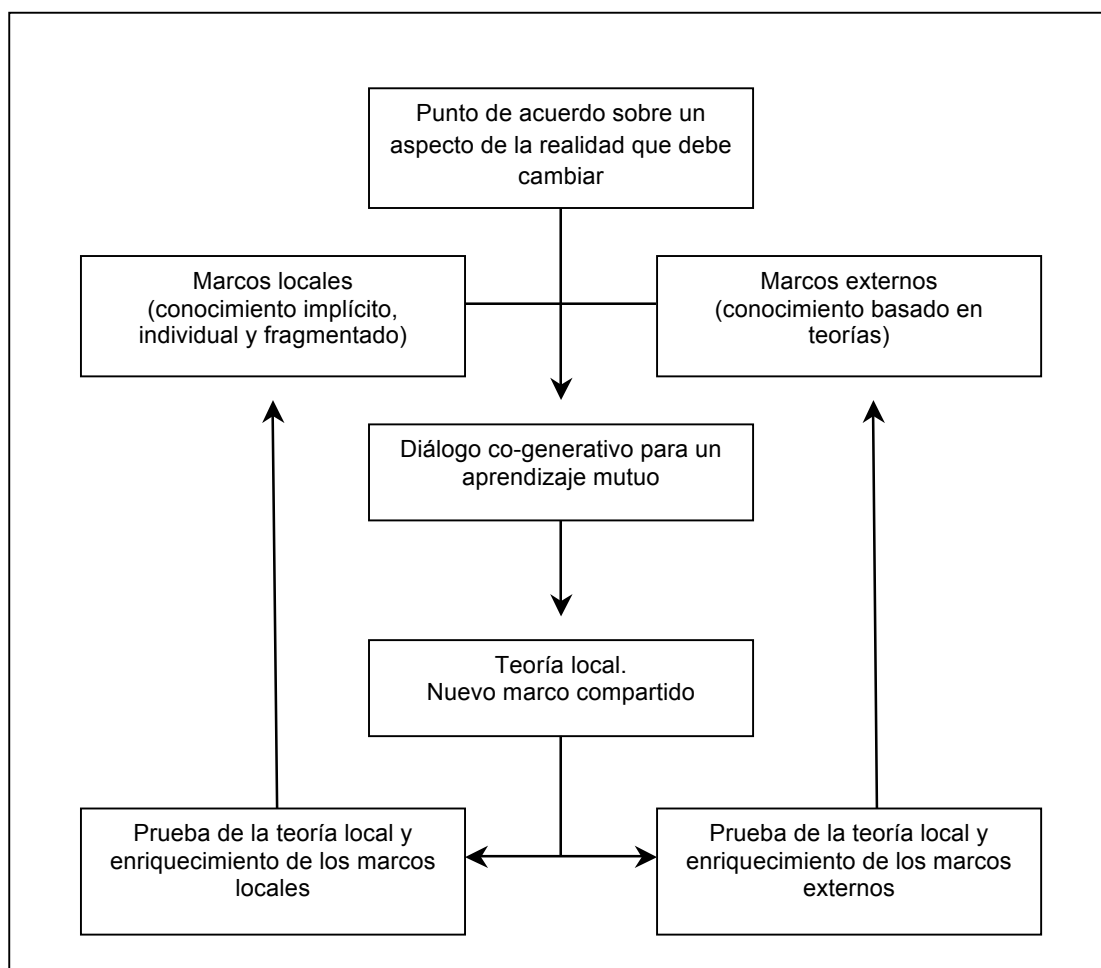 Punto de acuerdo sobre un
aspecto de la realidad que debe
cambiar
Marcos locales
(conocimiento implícito,
individual y fragmentado)
Marcos externos
(conocimiento basado en
teorías)
Diálogo co-generativo para un
aprendizaje mutuo
Teoría local.
Nuevo marco compartido
Prueba de la teoría local y
enriquecimiento de los marcos
locales
Prueba de la teoría local y
enriquecimiento de los marcos
externos